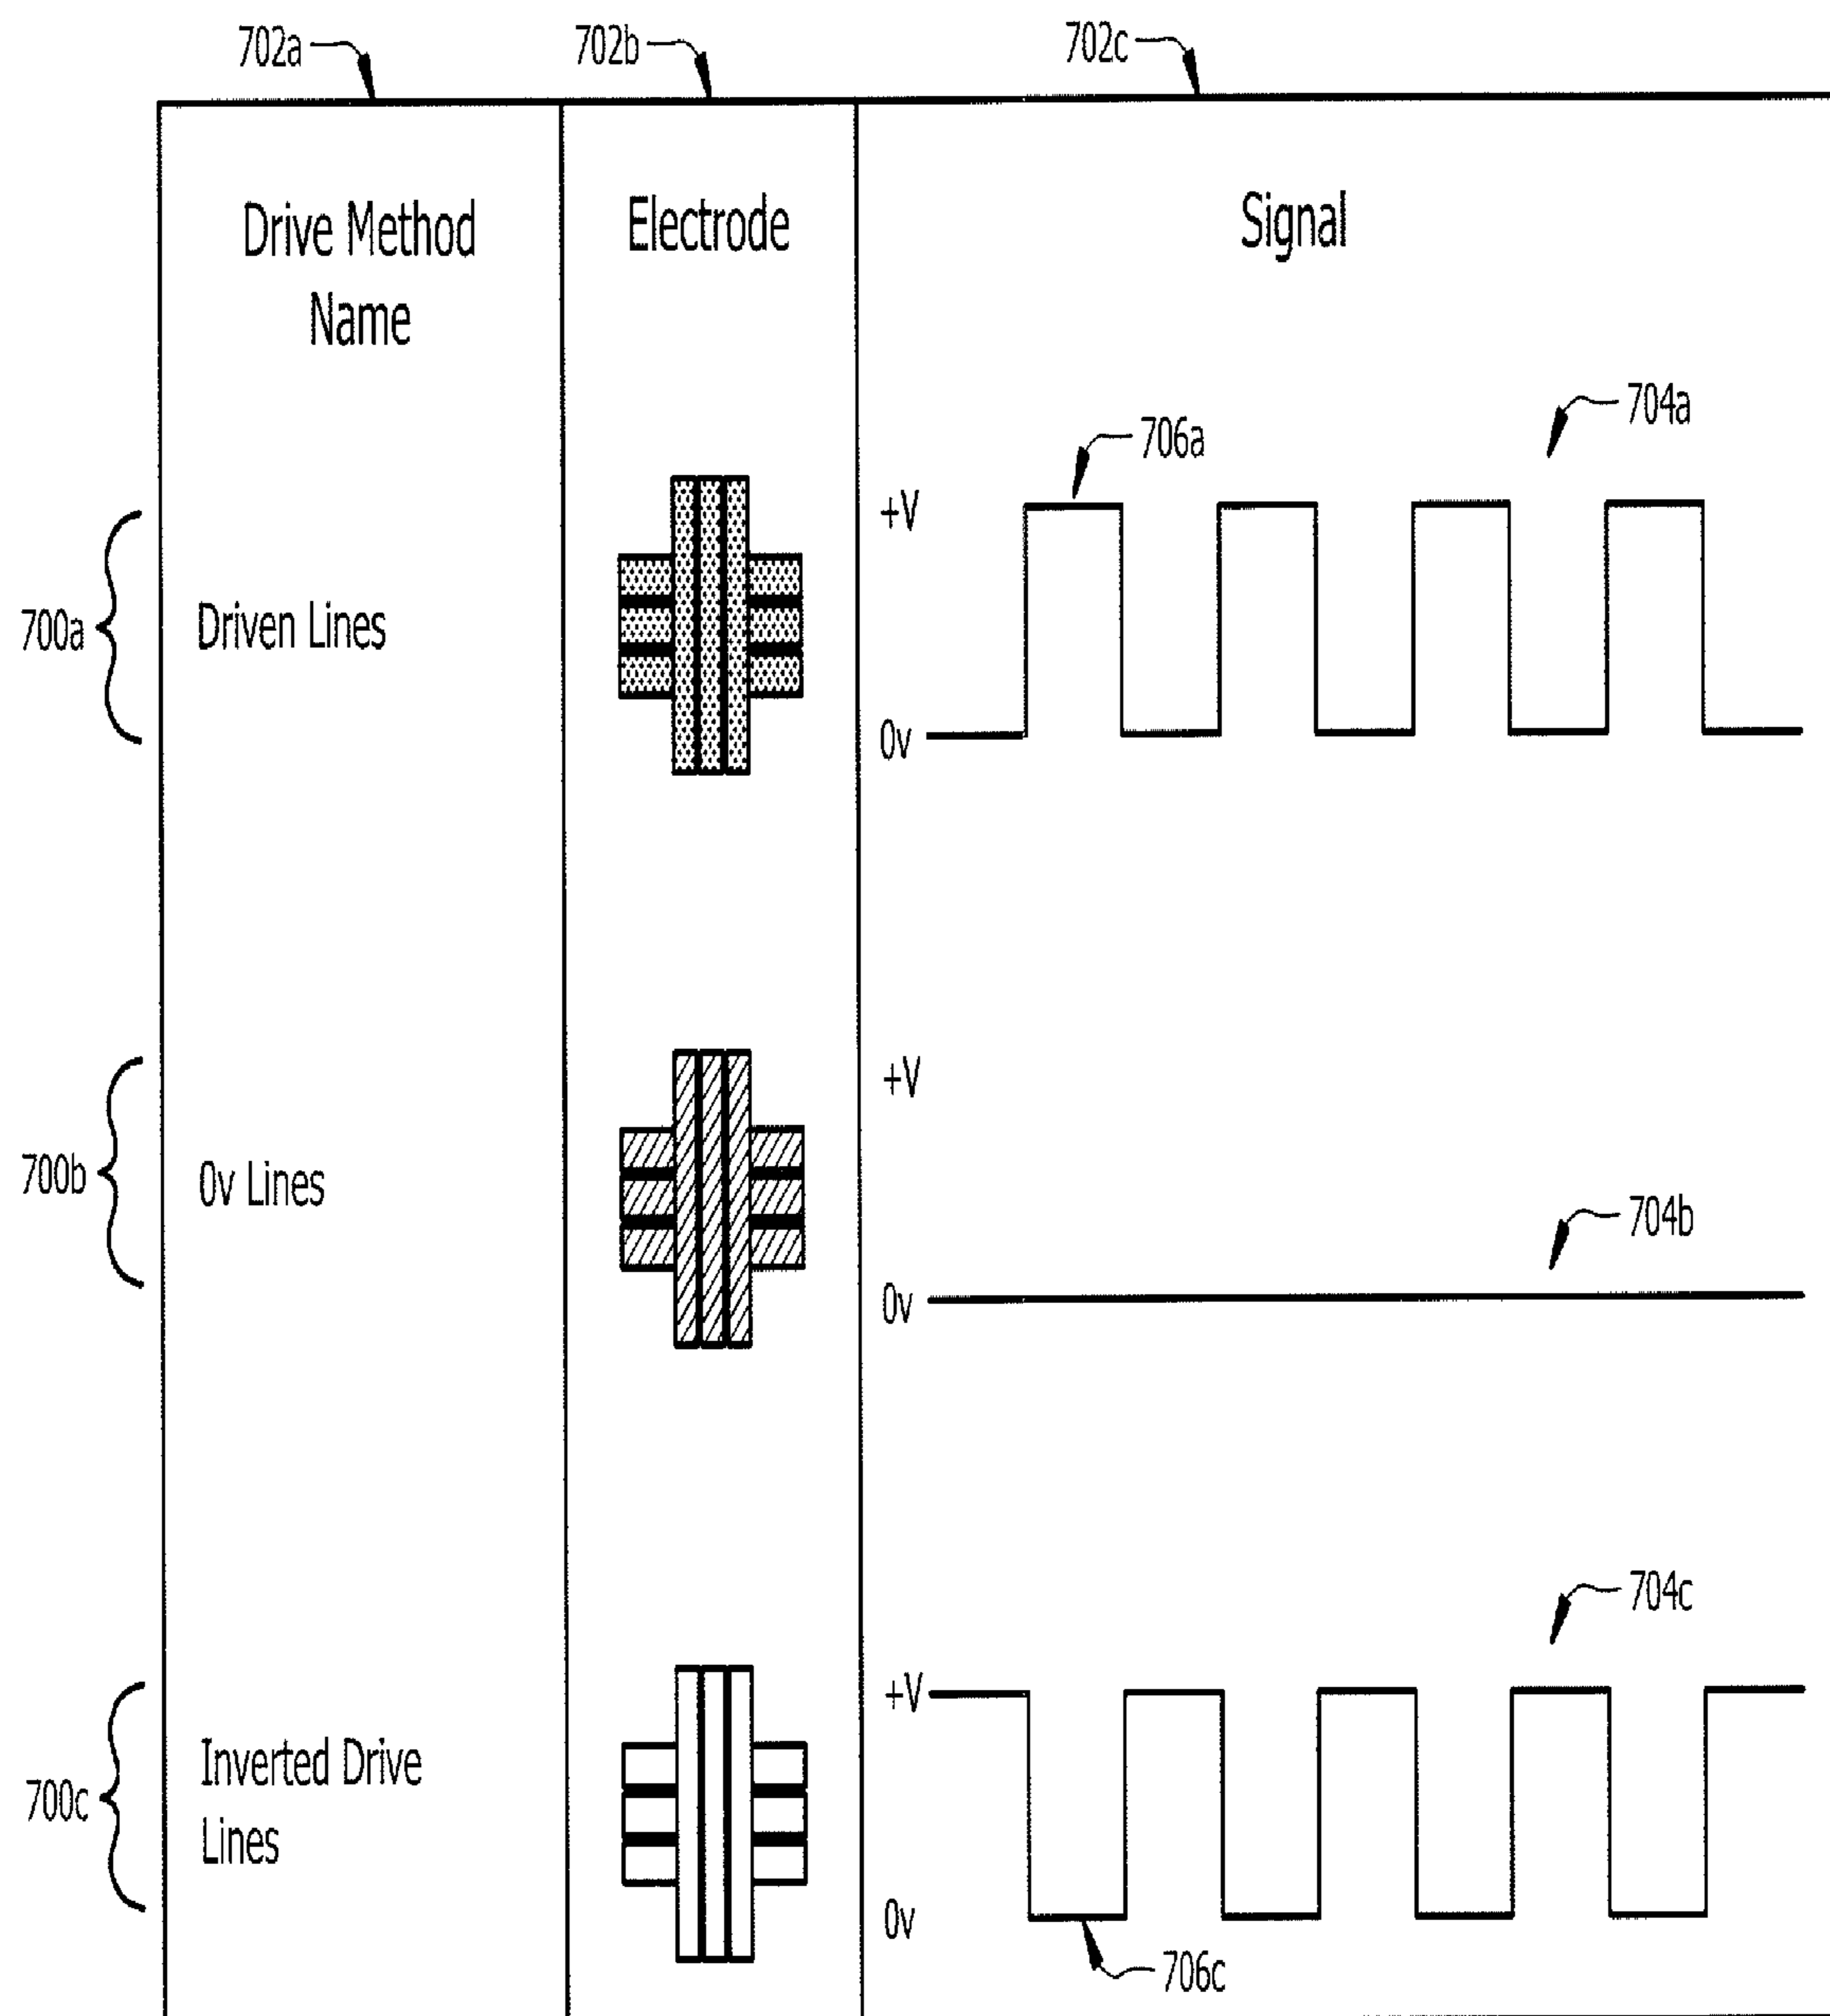 702a
702b
702c
Drive Method
Name
Electrode
Signal
704a
706a
+V
700a
Driven Lines
0v
+V
700b
0v Lines
704b
0v
704c
+V
Inverted Drive
Lines
700c
0v
706c